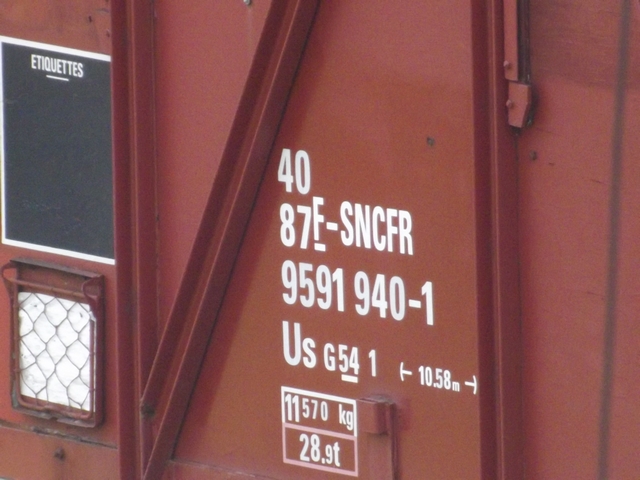 ETIQUETTES
40
87F-SNCFR
9591 940-1
Us G54 1 10.58m
11570 kg
28.9t